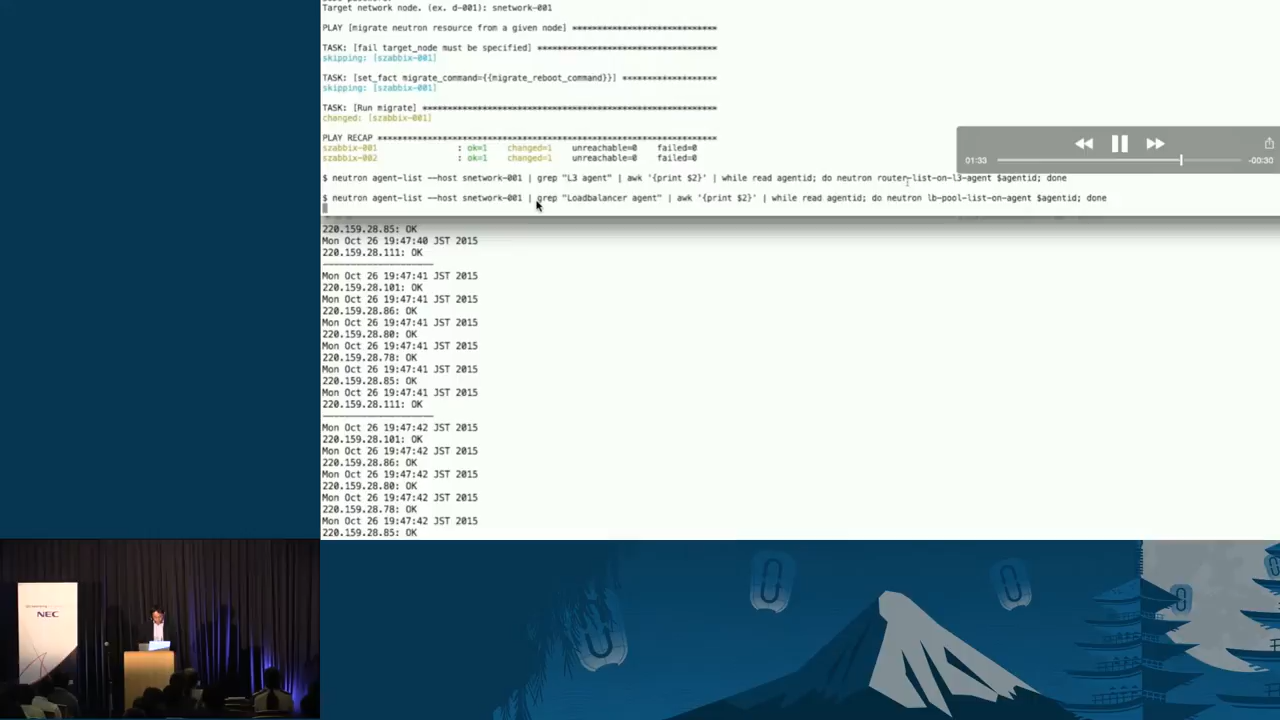 Target network node. (ex. d-001): snetwork-001
PLAY [migrate neutron resource from a given node] ********************
TASK: [fail target_node must be specified] *************************
skipping: [szabbix-001]
TASK: [set_fact migrate_command={{migrate_reboot_command}}] *************
skipping: [szabbix-001]
TASK: [Run migrate] *****************************************
changed: [szabbix-001]
PLAY RECAP ************************************************
szabbix-001 : ok=1 changed=1 unreachable=0 failed=0
szabbix-002 : ok=1 changed=1 unreachable=0 failed=0
$ neutron agent-list --host snetwork-001 | grep "L3 agent" | awk '{print $2}' | while read agentid; do neutron router-list-on-l3-agent $agentid; done
$ neutron agent-list --host snetwork-001 | grep "Loadbalancer agent" | awk '{print $2}' | while read agentid; do neutron lb-pool-list-on-agent $agentid; done
01:33
-00:30
220.159.28.85: OK
Mon Oct 26 19:47:40 JST 2015
220.159.28.111: OK
Mon Oct 26 19:47:41 JST 2015
220.159.28.101: OK
Mon Oct 26 19:47:41 JST 2015
220.159.28.86: OK
Mon Oct 26 19:47:41 JST 2015
220.159.28.80: OK
Mon Oct 26 19:47:41 JST 2015
220.159.28.78: OK
Mon Oct 26 19:47:41 JST 2015
220.159.28.85: OK
Mon Oct 26 19:47:41 JST 2015
220.159.28.111: OK
Mon Oct 26 19:47:42 JST 2015
220.159.28.101: OK
Mon Oct 26 19:47:42 JST 2015
220.159.28.86: OK
Mon Oct 26 19:47:42 JST 2015
220.159.28.80: OK
Mon Oct 26 19:47:42 JST 2015
220.159.28.78: OK
Mon Oct 26 19:47:42 JST 2015
220.159.28.85: OK
NEC